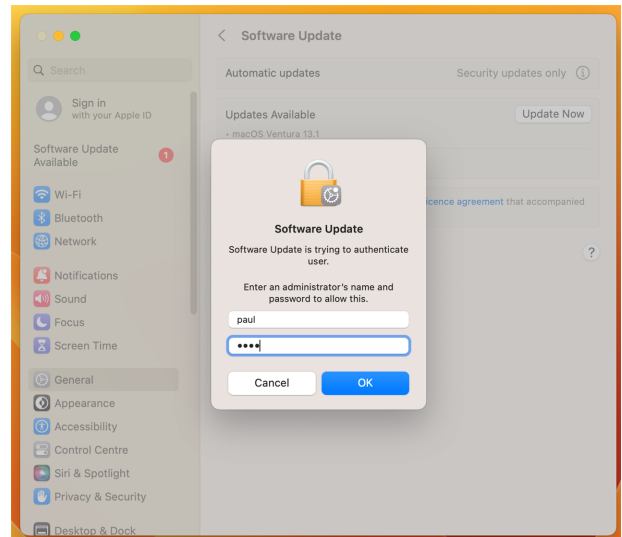 Software Update
Search
Automatic updates
Security updates only
Sign in
with your Apple ID
Updates Available
Update Now
• macOS Ventura 13.1
Software Update
Available
1
licence agreement that accompanied
?
Software Update
Software Update is trying to authenticate
user.
Enter an administrator's name and
password to allow this.
paul
••••
Cancel
OK
Wi-Fi
Bluetooth
Network
Notifications
Sound
Focus
Screen Time
General
Appearance
Accessibility
Control Centre
Siri & Spotlight
Privacy & Security
Desktop & Dock